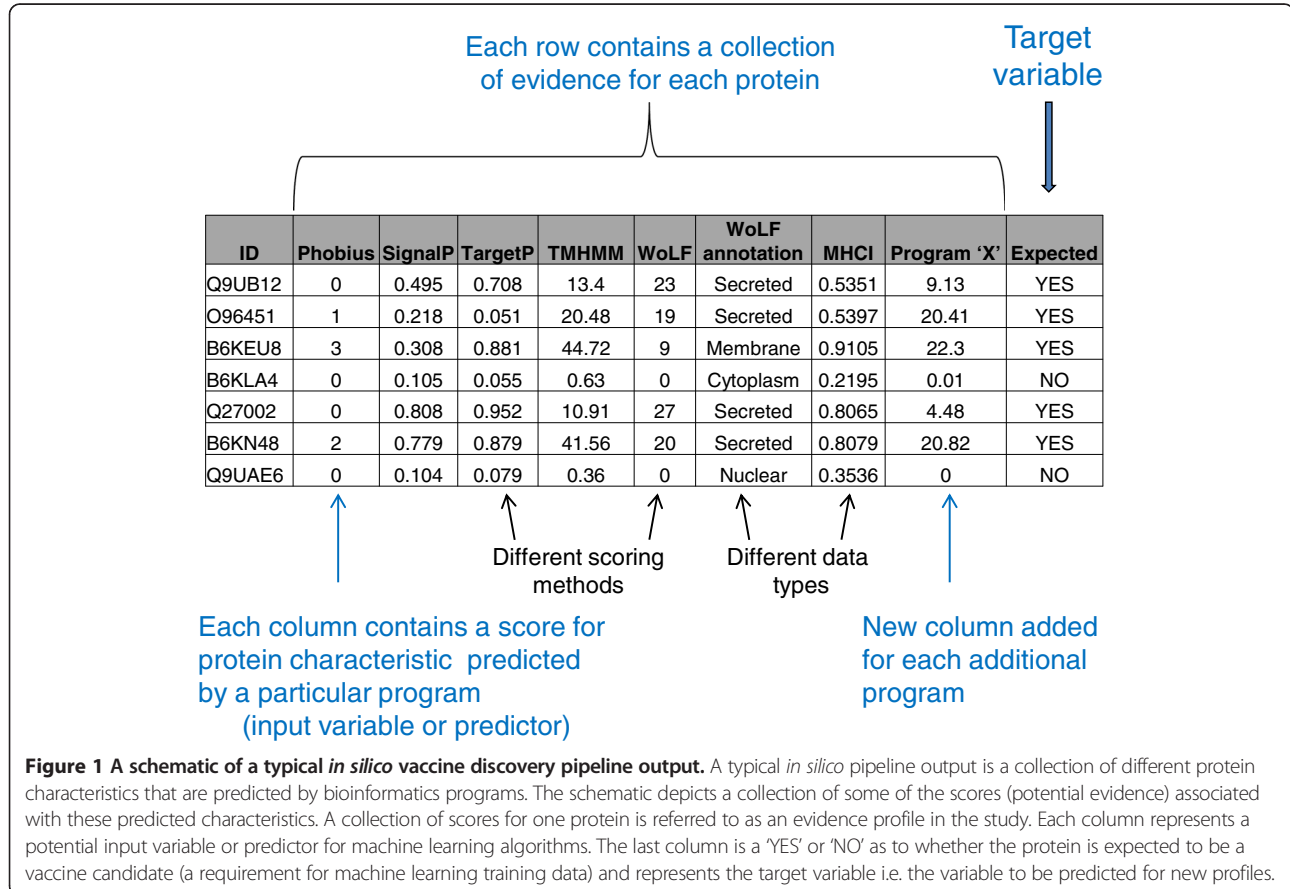 Each row contains a collection
of evidence for each protein
Target
variable
ID Phobius SignalP TargetP TMHMM WoLF WoLF annotation MHCI Program ‘X’ Expected
Q9UB12 0 0.495 0.708 13.4 23 Secreted 0.5351 9.13 YES
O96451 1 0.218 0.051 20.48 19 Secreted 0.5397 20.41 YES
B6KEU8 3 0.308 0.881 44.72 9 Membrane 0.9105 22.3 YES
B6KLA4 0 0.105 0.055 0.63 0 Cytoplasm 0.2195 0.01 NO
Q27002 0 0.808 0.952 10.91 27 Secreted 0.8065 4.48 YES
B6KN48 2 0.779 0.879 41.56 20 Secreted 0.8079 20.82 YES
Q9UAE6 0 0.104 0.079 0.36 0 Nuclear 0.3536 0 NO
Different scoring
methods
Different data
types
Each column contains a score for
protein characteristic predicted
by a particular program
(input variable or predictor)
New column added
for each additional
program
Figure 1 A schematic of a typical in silico vaccine discovery pipeline output. A typical in silico pipeline output is a collection of different protein
characteristics that are predicted by bioinformatics programs. The schematic depicts a collection of some of the scores (potential evidence) associated
with these predicted characteristics. A collection of scores for one protein is referred to as an evidence profile in the study. Each column represents a
potential input variable or predictor for machine learning algorithms. The last column is a ‘YES’ or ‘NO’ as to whether the protein is expected to be a
vaccine candidate (a requirement for machine learning training data) and represents the target variable i.e. the variable to be predicted for new profiles.